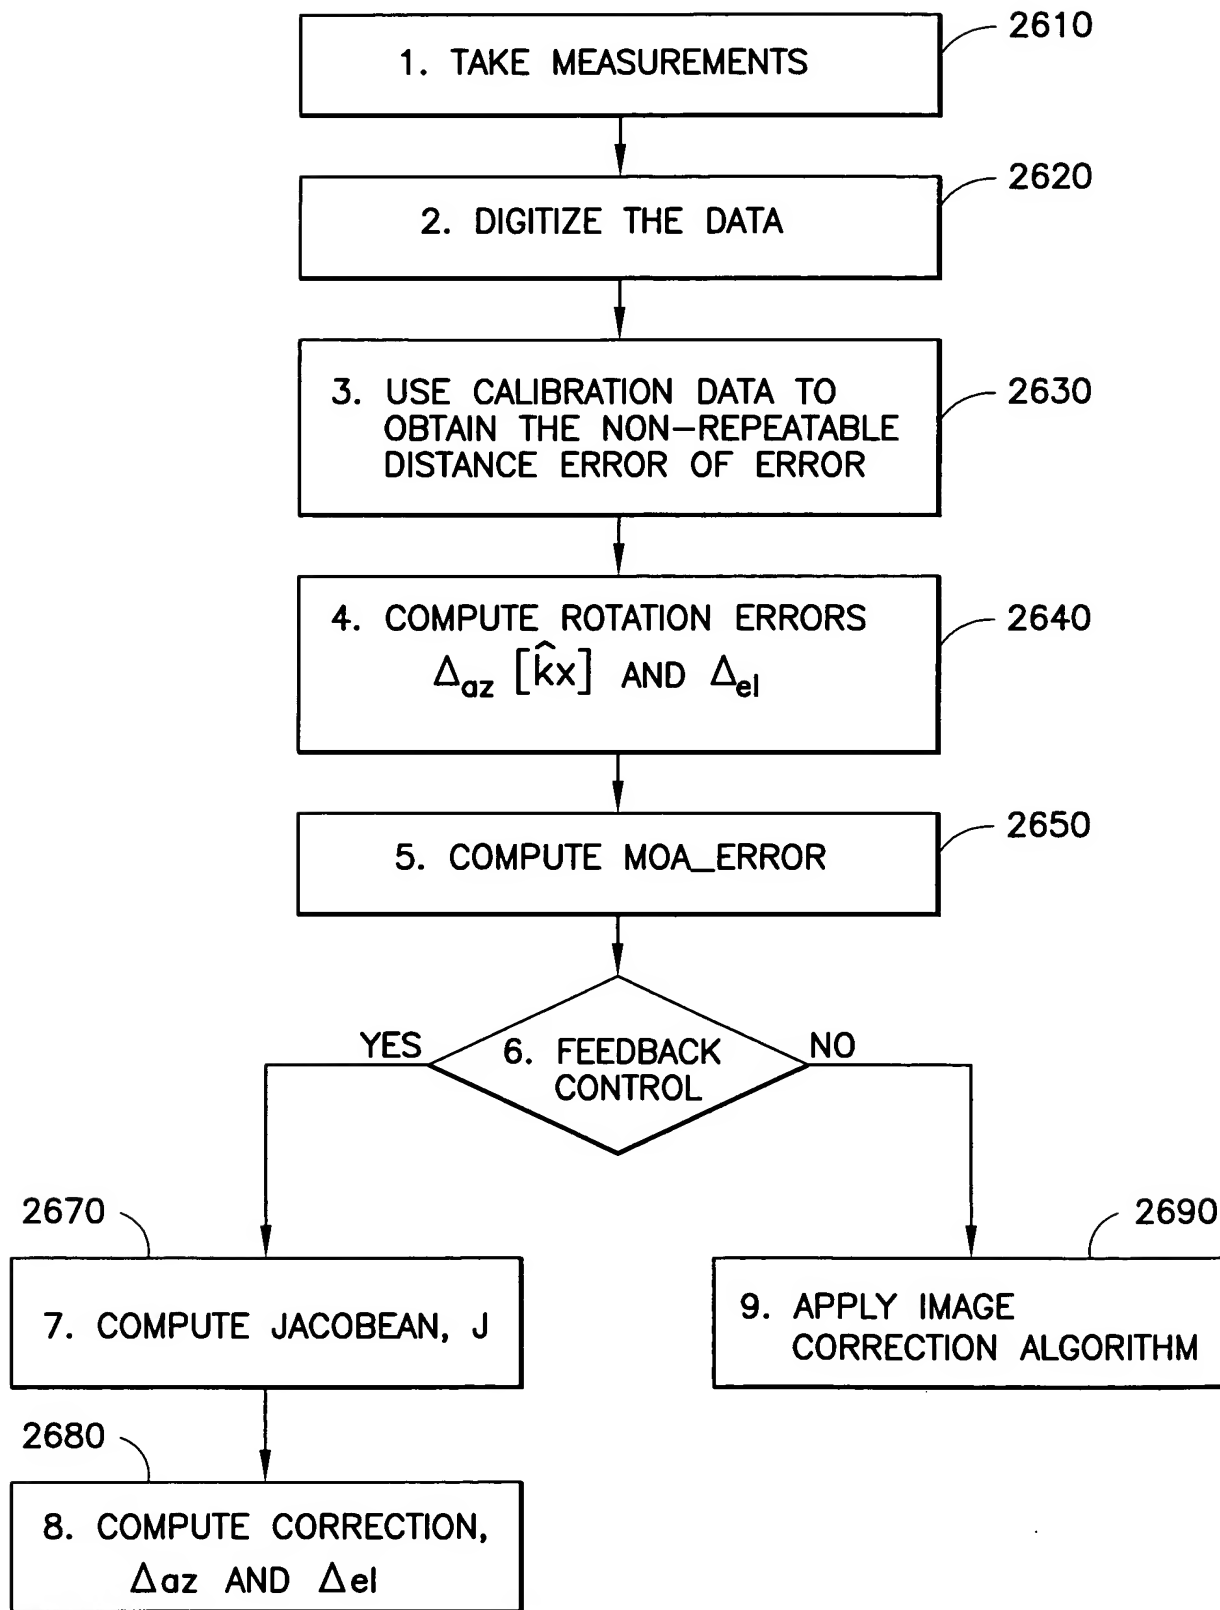 1. TAKE MEASUREMENTS
2610
2. DIGITIZE THE DATA
2620
3. USE CALIBRATION DATA TO
OBTAIN THE NON-REPEATABLE
DISTANCE ERROR OF ERROR
2630
4. COMPUTE ROTATION ERRORS
Δaz [k̂x] AND Δel
2640
5. COMPUTE MOA_ERROR
2650
YES
6. FEEDBACK
CONTROL
NO
2670
7. COMPUTE JACOBEAN, J
2690
9. APPLY IMAGE
CORRECTION ALGORITHM
2680
8. COMPUTE CORRECTION,
Δaz AND Δel